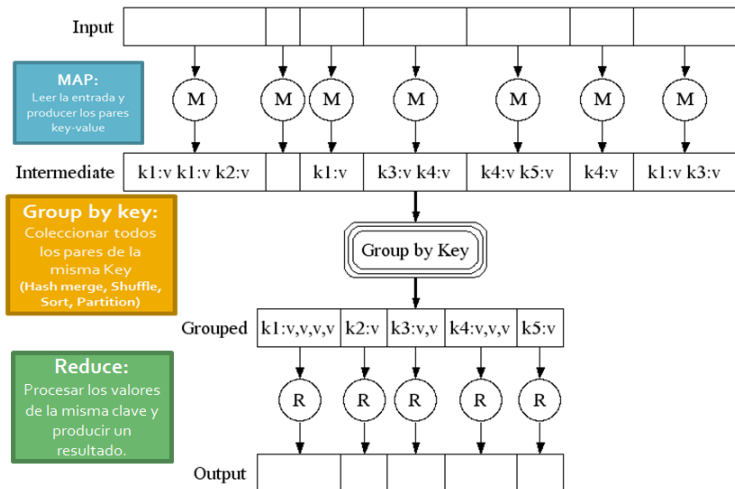 Input
MAP:
Leer la entrada y
producer los pares
key-value
M M M M M M M
Intermediate k1:v k1:v k2:v k1:v k3:v k4:v k4:v k5:v k4:v k1:v k3:v
Group by key:
Coleccionar todos
los pares de la
misma Key
(Hash merge, Shuffle,
Sort, Partition)
Group by Key
Grouped k1:v,v,v,v k2:v k3:v,v k4:v,v,v k5:v
Reduce:
Procesar los valores
de la misma clave y
producir un
resultado.
R R R R R
Output